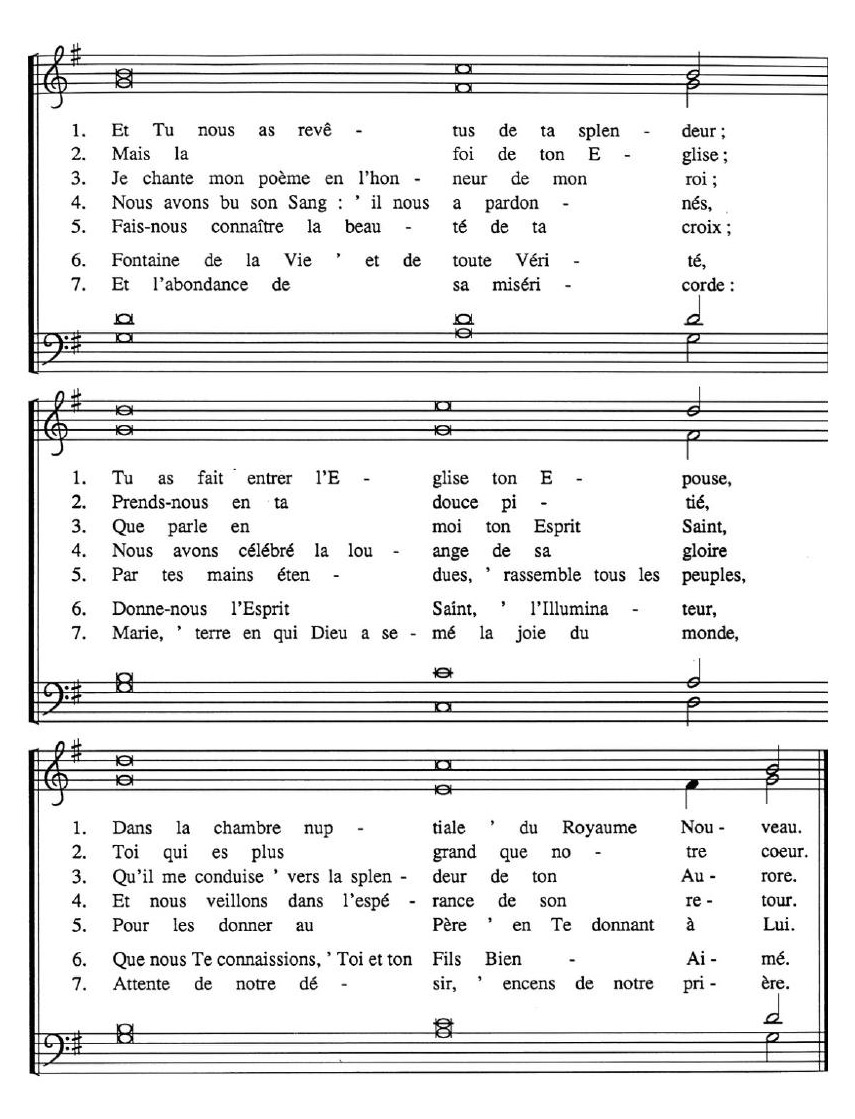 1. Et Tu nous as revê - tus de ta splen - deur ;
2. Mais la foi de ton E - glise ;
3. Je chante mon poème en l'hon - neur de mon roi ;
4. Nous avons bu son Sang : ' il nous a pardon - nés,
5. Fais-nous connaître la beau - té de ta croix ;
6. Fontaine de la Vie ' et de toute Véri - té,
7. Et l'abondance de sa miséri - corde :
1. Tu as fait entrer l'E - glise ton E - pouse,
2. Prends-nous en ta douce pi - tié,
3. Que parle en moi ton Esprit Saint,
4. Nous avons célébré la lou - ange de sa gloire
5. Par tes mains éten - dues, ' rassemble tous les peuples,
6. Donne-nous l'Esprit Saint, ' l'Illumina - teur,
7. Marie, ' terre en qui Dieu a se - mé la joie du monde,
1. Dans la chambre nup - tiale ' du Royaume Nou - veau.
2. Toi qui es plus grand que no - tre coeur.
3. Qu'il me conduise ' vers la splen - deur de ton Au - rore.
4. Et nous veillons dans l'espé - rance de son re - tour.
5. Pour les donner au Père ' en Te donnant à Lui.
6. Que nous Te connaissions, ' Toi et ton Fils Bien - Ai - mé.
7. Attente de notre dé - sir, ' encens de notre pri - ère.